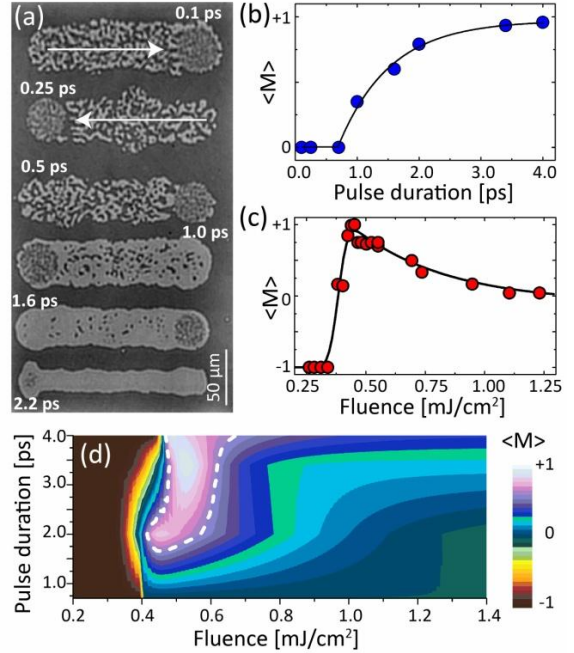 (a)
0.1 ps
0.25 ps
0.5 ps
1.0 ps
1.6 ps
2.2 ps
50 µm
(b)
+1
0
<M>
1.0 2.0 3.0 4.0
Pulse duration [ps]
(c)
+1
0
-1
<M>
0.25 0.50 0.75 1.00 1.25
Fluence [mJ/cm²]
(d)
4.0
3.0
2.0
1.0
Pulse duration [ps]
0.2 0.4 0.6 0.8 1.0 1.2 1.4
Fluence [mJ/cm²]
<M>
+1
0
-1